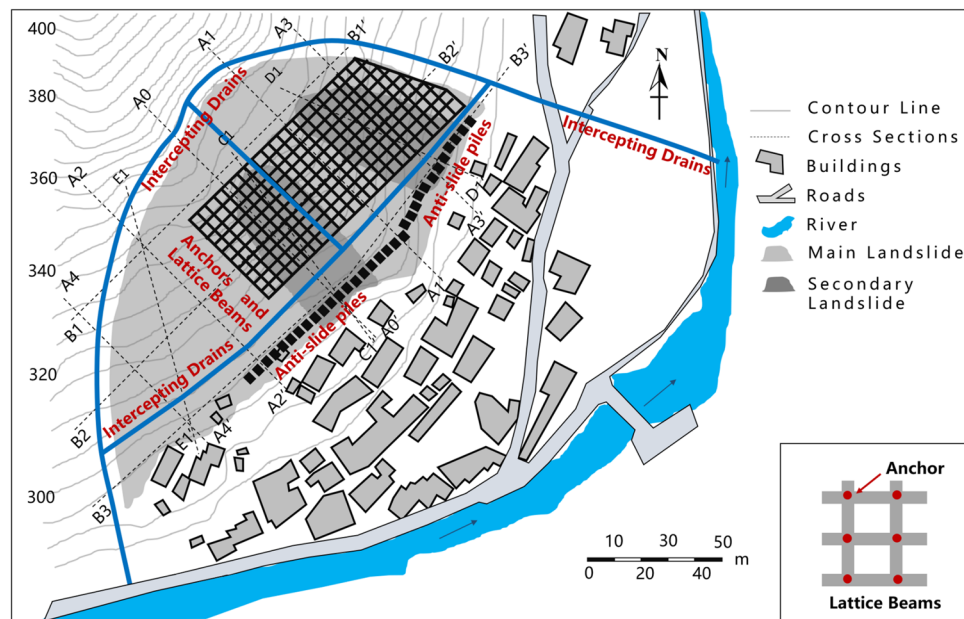 400
380
360
340
320
300
A0
A1
A3
B1′
B2′
B3′
D1
C1
A2
E1
A4
B1
B2
B3
Intercepting Drains
Anchors and
Lattice Beams
Intercepting Drains
Anti-slide piles
Anti-slide piles
Intercepting Drains
D1′
A3′
A1′
A0′
C1′
A2′
A4′
E1′
N
Contour Line
Cross Sections
Buildings
Roads
River
Main Landslide
Secondary
Landslide
10 30 50
m
0 20 40
Anchor
Lattice Beams